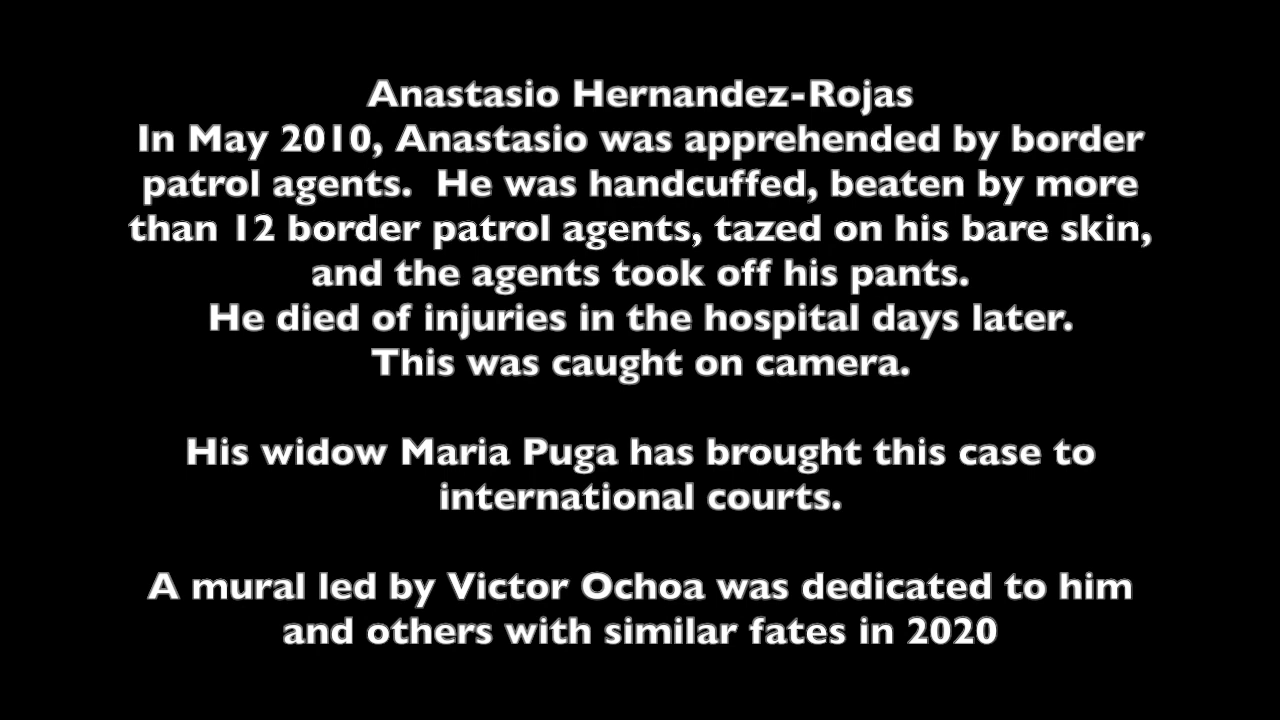 Anastasio Hernandez-Rojas
In May 2010, Anastasio was apprehended by border
patrol agents.  He was handcuffed, beaten by more
than 12 border patrol agents, tazed on his bare skin,
and the agents took off his pants.
He died of injuries in the hospital days later.
This was caught on camera.
His widow Maria Puga has brought this case to
international courts.
A mural led by Victor Ochoa was dedicated to him
and others with similar fates in 2020